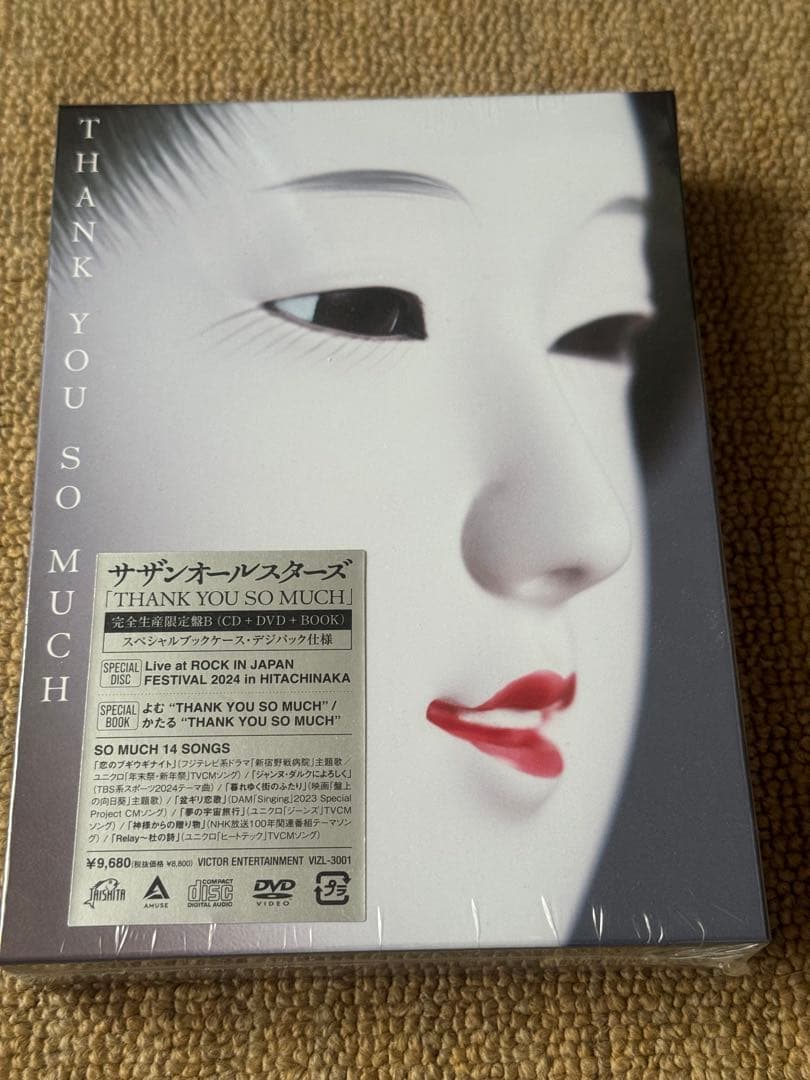 THANK YOU SO MUCH
サザンオールスターズ
「THANK YOU SO MUCH」
完全生産限定盤B（CD + DVD + BOOK）
スペシャルブックケース・デジパック仕様
SPECIAL DISC
Live at ROCK IN JAPAN
FESTIVAL 2024 in HITACHINAKA
SPECIAL BOOK
よむ “THANK YOU SO MUCH” /
かたる “THANK YOU SO MUCH”
SO MUCH 14 SONGS
「恋のブギウギナイト」（フジテレビ系ドラマ「新宿野戦病院」主題歌／
ユニクロ「年末祭・新年祭」TVCMソング）/「ジャンヌ・ダルクによろしく」
（TBS系スポーツ2024テーマ曲）/「暮れゆく街のふたり」（映画「盤上
の向日葵」主題歌）/「盆ギリ恋歌」（DAM「Singing」2023 Special
Project CMソング）/「夢の宇宙旅行」（ユニクロ「ジーンズ」TVCM
ソング）/「神様からの贈り物」（NHK放送100年関連番組テーマソン
グ）/「Relay〜杜の詩」（ユニクロ「ヒートテック」TVCMソング）
¥9,680（税抜価格 ¥8,800） VICTOR ENTERTAINMENT VIZL-3001
TAISHITA
AMUSE
COMPACT disc DIGITAL AUDIO
DVD VIDEO
プラ